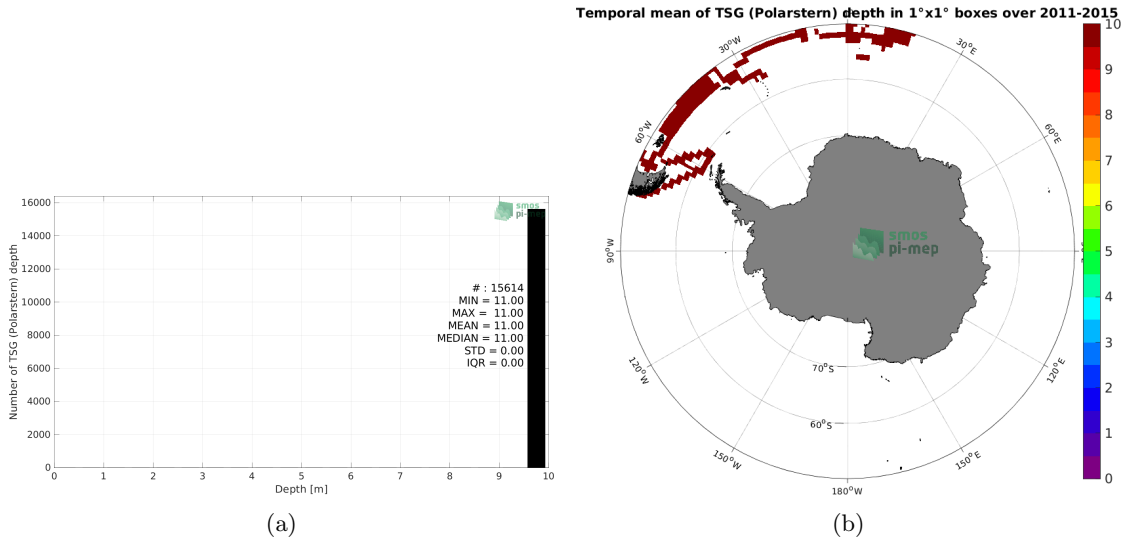 Temporal mean of TSG (Polarstern) depth in 1°x1° boxes over 2011-2015
16000
14000
12000
10000
8000
6000
4000
2000
0
Number of TSG (Polarstern) depth
smos
pi-mep
# : 15614
MIN = 11.00
MAX = 11.00
MEAN = 11.00
MEDIAN = 11.00
STD = 0.00
IQR = 0.00
0 1 2 3 4 5 6 7 8 9 10
Depth [m]
(a)
30°W
30°E
60°W
60°E
90°W
120°W
120°E
150°W
150°E
180°W
70°S
60°S
smos
pi-mep
10
9
8
7
6
5
4
3
2
1
0
(b)